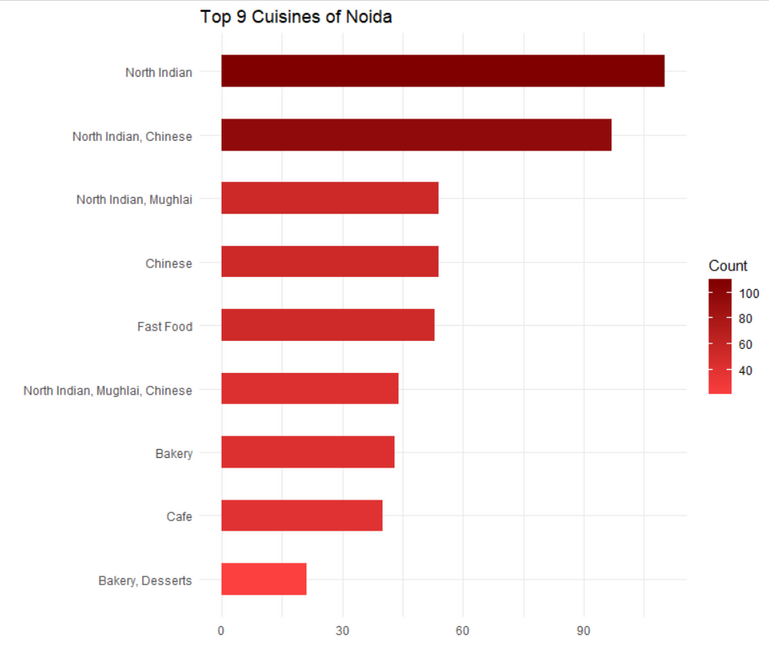 Top 9 Cuisines of Noida
North Indian
North Indian, Chinese
North Indian, Mughlai
Chinese
Fast Food
North Indian, Mughlai, Chinese
Bakery
Cafe
Bakery, Desserts
0 30 60 90
Count
100
80
60
40